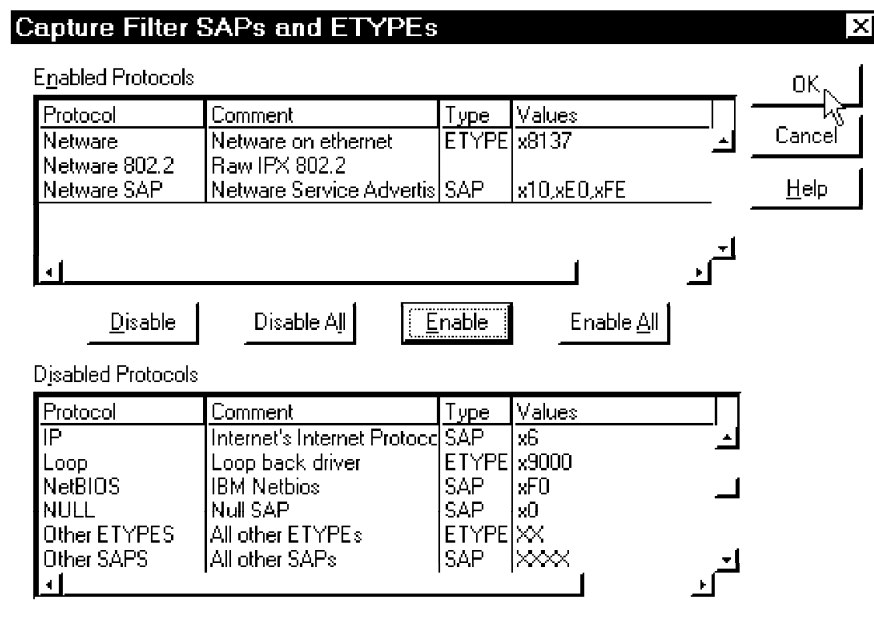 Capture Filter SAPs and ETYPEs
Enabled Protocols
OK
Protocol Comment Type Values
Netware Netware on ethernet ETYPE x8137
Cancel
Netware 802.2 Raw IPX 802.2
Netware SAP Netware Service Advertis SAP x10,xE0,xFE
Help
Disable Disable All Enable Enable All
Disabled Protocols
Protocol Comment Type Values
IP Internet's Internet Protocc SAP x6
Loop Loop back driver ETYPE x9000
NetBIOS IBM Netbios SAP xF0
NULL Null SAP SAP x0
Other ETYPES All other ETYPEs ETYPE XX
Other SAPS All other SAPs SAP XXXX